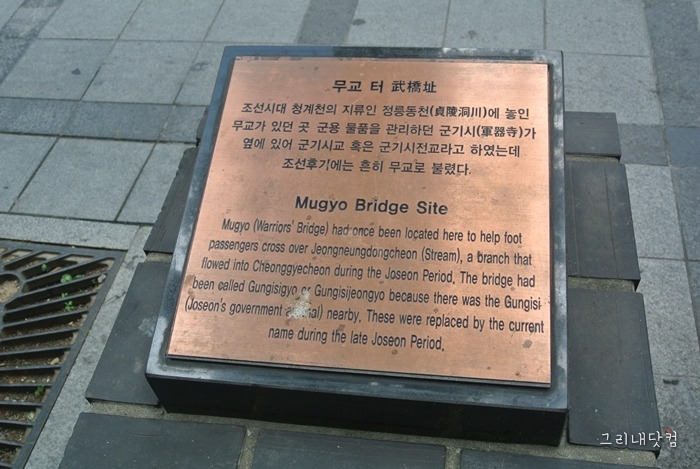 무교 터 武橋址
조선시대 청계천의 지류인 정릉동천(貞陵洞川)에 놓인
무교가 있던 곳 군용 물품을 관리하던 군기시(軍器寺)가
옆에 있어 군기시교 혹은 군기시전교라고 하였는데
조선후기에는 흔히 무교로 불렸다.
Mugyo Bridge Site
Mugyo (Warriors' Bridge) had once been located here to help foot
passengers cross over Jeongneungdongcheon (Stream), a branch that
flowed into Cheonggyecheon during the Joseon Period. The bridge had
been called Gungisigyo or Gungisijeongyo because there was the Gungisi
(Joseon's government nearby. These were replaced by the current
name during the late Joseon Period.
그리내닷컴